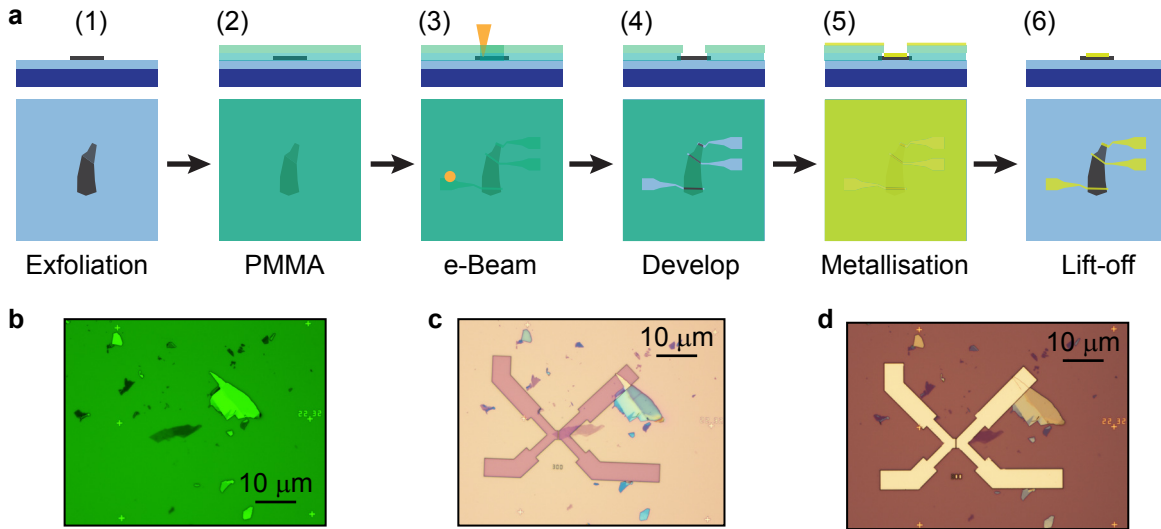 a
(1) (2) (3) (4) (5) (6)
Exfoliation PMMA e-Beam Develop Metallisation Lift-off
b
10 μm
c
10 μm
d
10 μm